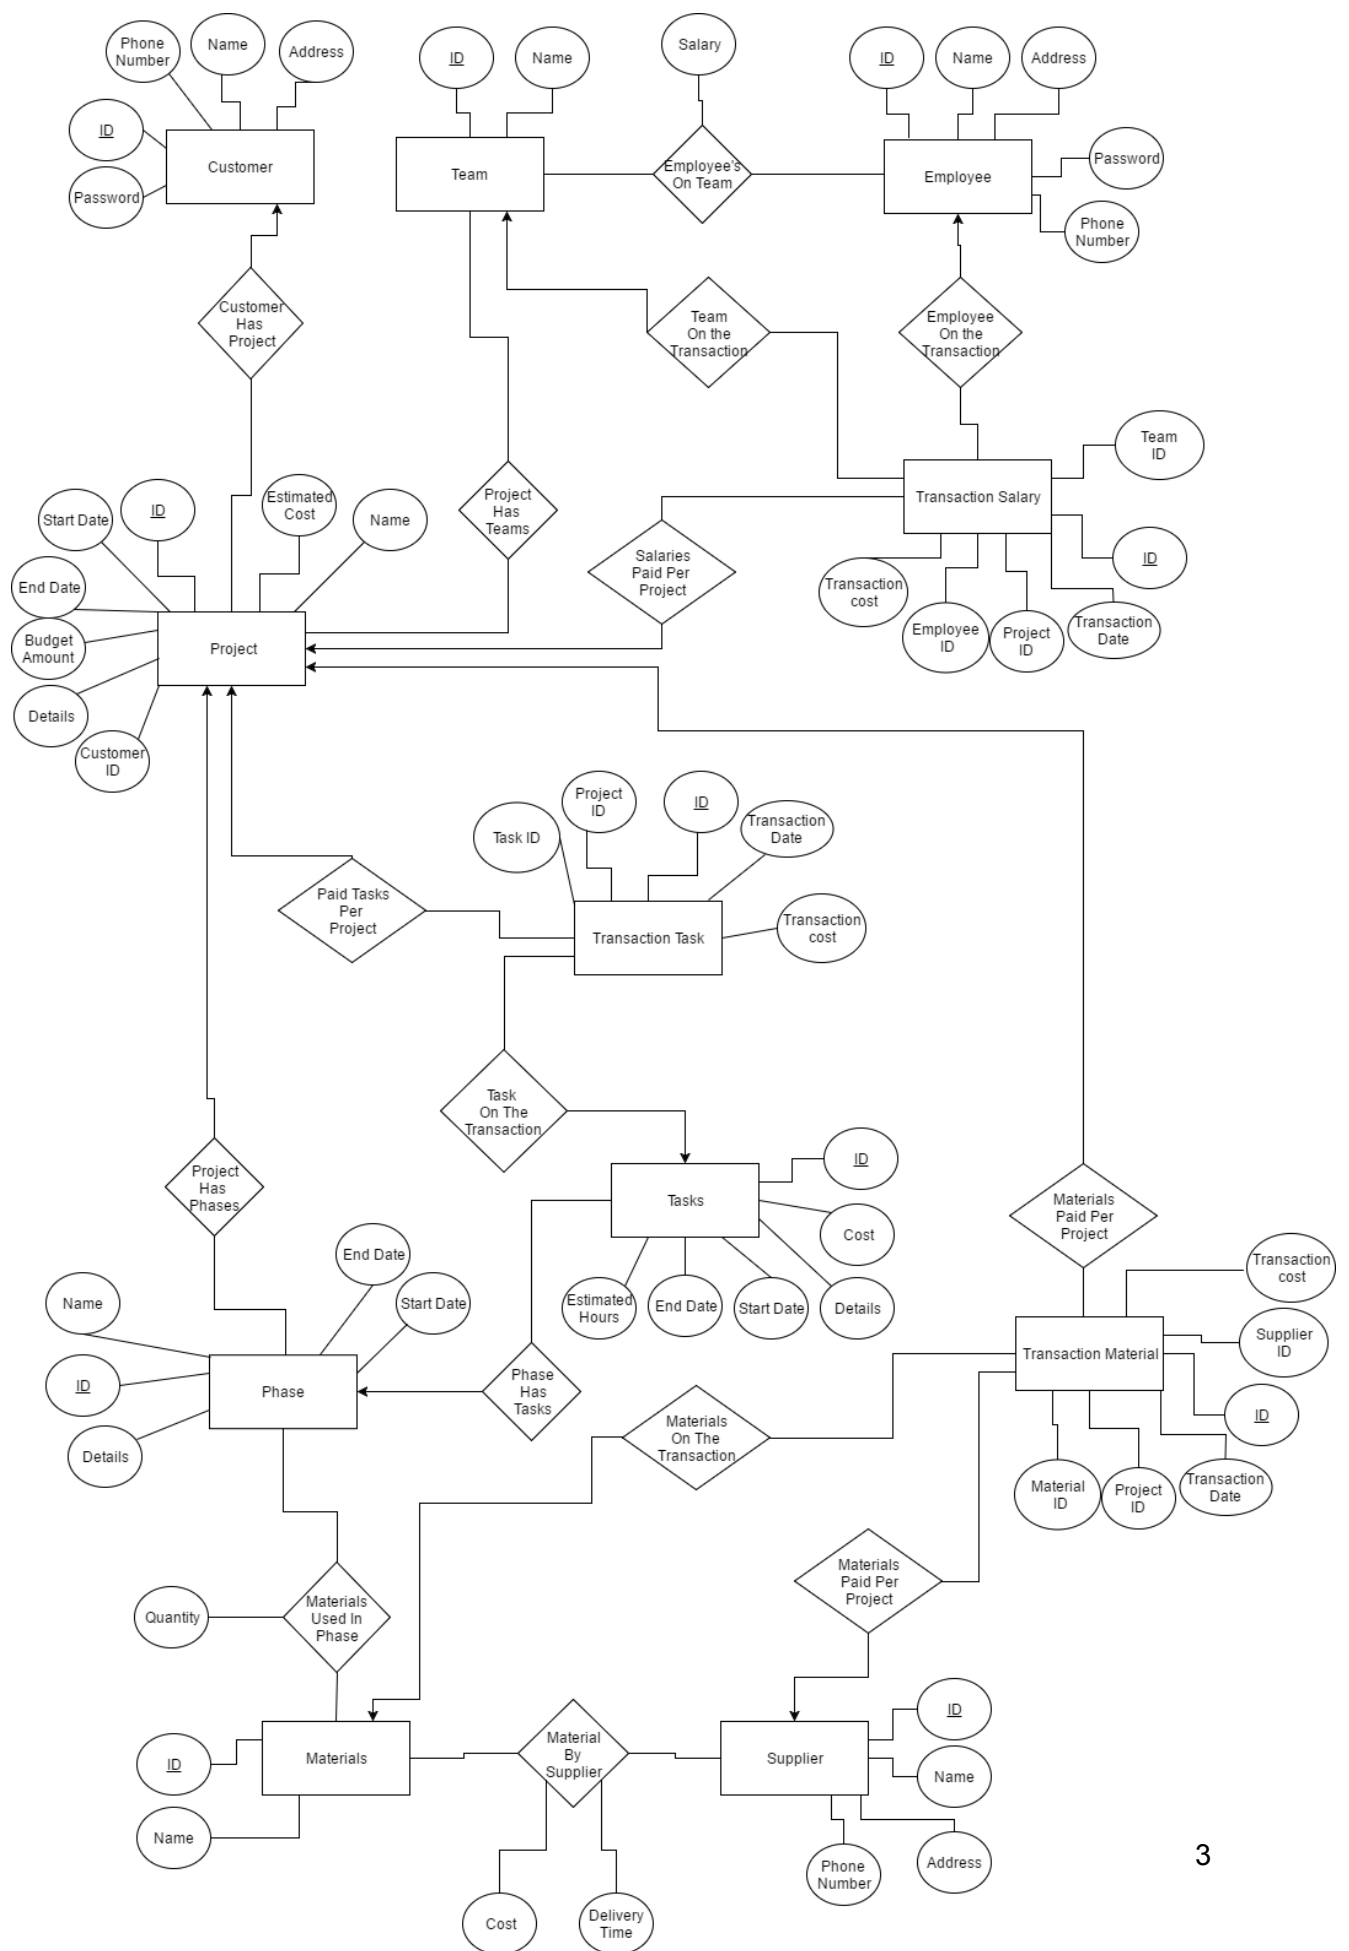 Phone
Number
Name
Address
ID
Password
Customer
ID
Name
Team
Salary
Employee's
On Team
ID
Name
Address
Password
Phone
Number
Employee
Customer
Has
Project
Team
On the
Transaction
Employee
On the
Transaction
Team
ID
Transaction Salary
ID
Transaction
cost
Employee
ID
Project
ID
Transaction
Date
Start Date
ID
Estimated
Cost
Name
End Date
Budget
Amount
Details
Customer
ID
Project
Project
Has
Teams
Salaries
Paid Per
Project
Task ID
Project
ID
ID
Transaction
Date
Transaction
cost
Transaction Task
Paid Tasks
Per
Project
Task
On The
Transaction
Project
Has
Phases
Tasks
ID
Cost
Estimated
Hours
End Date
Start Date
Details
Materials
Paid Per
Project
Transaction
cost
Supplier
ID
ID
Transaction Material
Material
ID
Project
ID
Transaction
Date
End Date
Start Date
Name
ID
Details
Phase
Phase
Has
Tasks
Materials
On The
Transaction
Materials
Paid Per
Project
Quantity
Materials
Used In
Phase
ID
Name
Materials
Material
By
Supplier
Cost
Delivery
Time
Supplier
ID
Name
Phone
Number
Address
3